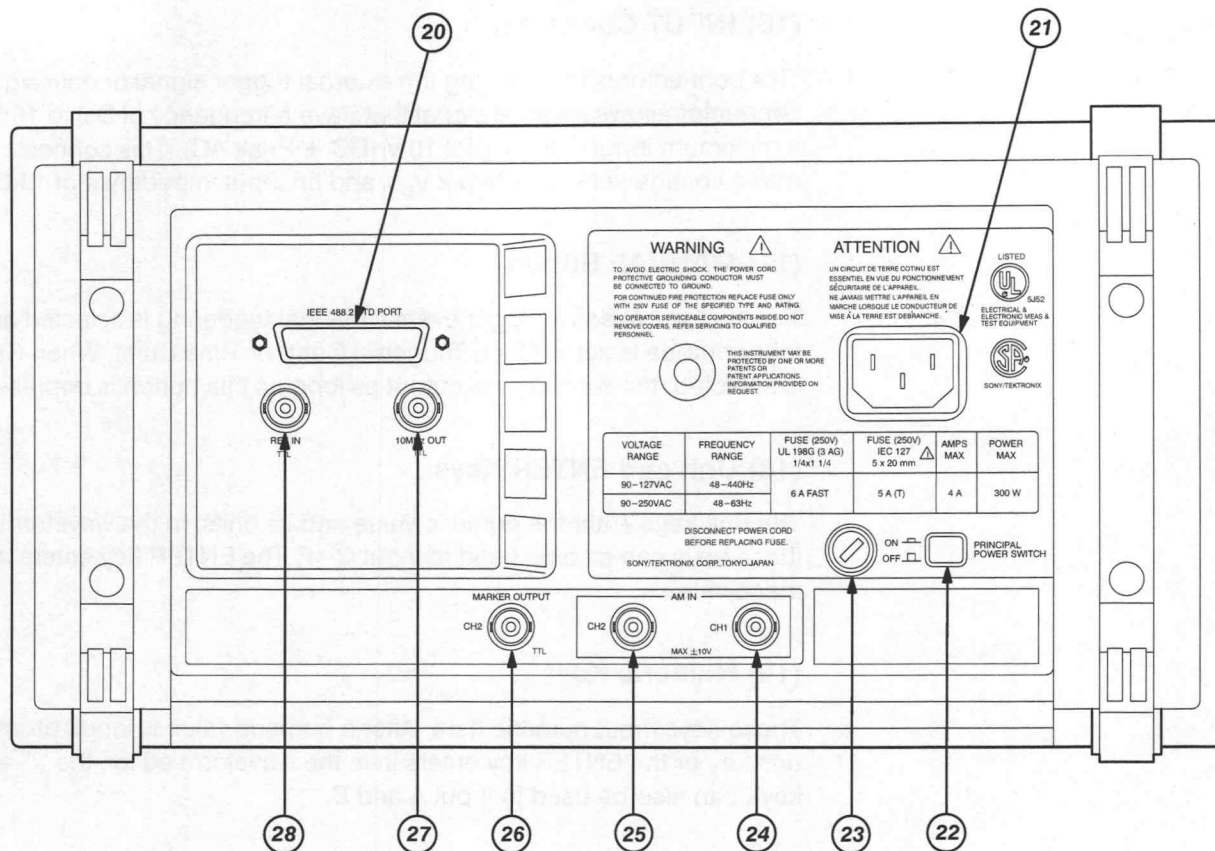 20
21
WARNING
TO AVOID ELECTRIC SHOCK. THE POWER CORD
PROTECTIVE GROUNDING CONDUCTOR MUST
BE CONNECTED TO GROUND.
FOR CONTINUED FIRE PROTECTION REPLACE FUSE ONLY
WITH 250V FUSE OF THE SPECIFIED TYPE AND RATING.
NO OPERATOR SERVICEABLE COMPONENTS INSIDE.DO NOT
REMOVE COVERS. REFER SERVICING TO QUALIFIED
PERSONNEL.
THIS INSTRUMENT MAY BE
PROTECTED BY ONE OR MORE
PATENTS OR
PATENT APPLICATIONS.
INFORMATION PROVIDED ON
REQUEST.
ATTENTION
UN CIRCUIT DE TERRE COTINU EST
ESSENTIEL EN VUE DU FONCTIONNEMENT
SÉCURITAIRE DE L'APPAREIL.
NE JAMAIS METTRE L'APPAREIL EN
MARCHE LORSQUE LE CONDUCTEUR DE
MISE À LA TERRE EST DEBRANCHE.
LISTED
UL
5J52
ELECTRICAL &
ELECTRONIC MEAS &
TEST EQUIPMENT
SA
SONY/TEKTRONIX
IEEE 488.2 STD PORT
REF IN
TTL
10MHz OUT
TTL
VOLTAGE RANGE FREQUENCY RANGE FUSE (250V) UL 198G (3 AG) 1/4x1 1/4 FUSE (250V) IEC 127 5 x 20 mm AMPS MAX POWER MAX
90–127VAC 48–440Hz 6 A FAST 5 A (T) 4 A 300 W
90–250VAC 48–63Hz
DISCONNECT POWER CORD
BEFORE REPLACING FUSE.
SONY/TEKTRONIX CORP,TOKYO,JAPAN
ON
OFF
PRINCIPAL
POWER SWITCH
MARKER OUTPUT
CH2
TTL
AM IN
CH2
CH1
MAX ±10V
28
27
26
25
24
23
22